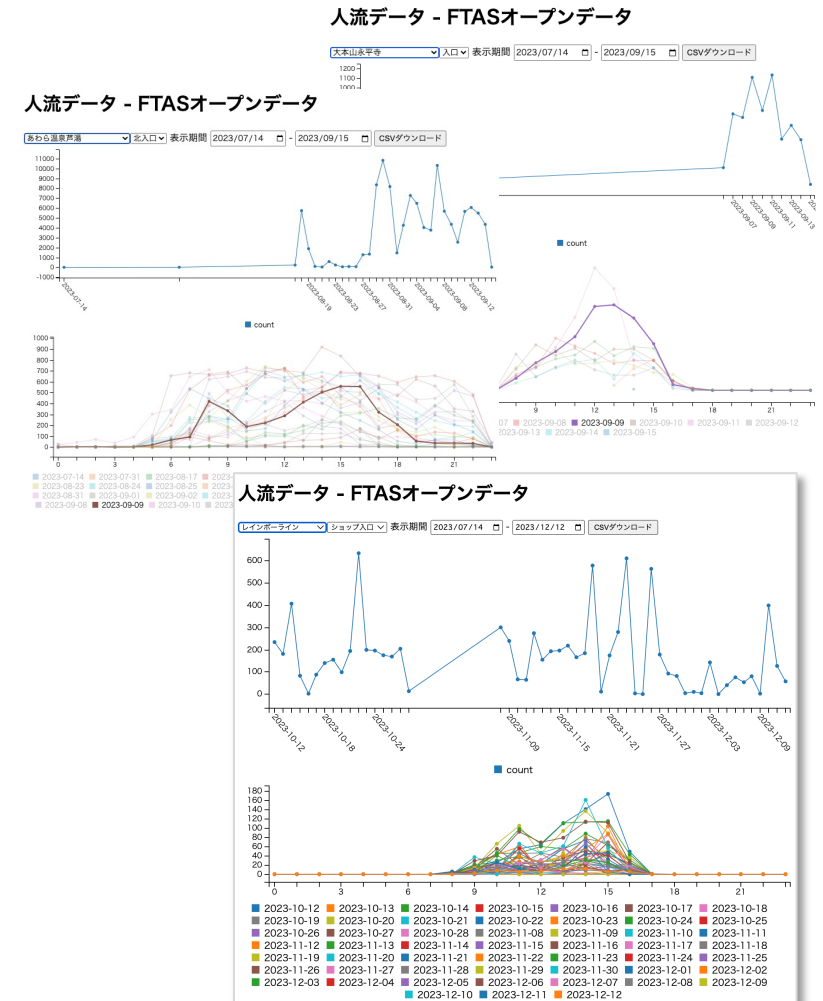 人流データ - FTASオープンデータ
大本山永平寺 入口 表示期間 2023/07/14 - 2023/09/15 CSVダウンロード
1200
1100
1000
2023-09-07
2023-09-09
2023-09-11
2023-09-13
count
9 12 15 18 21
07 2023-09-08 2023-09-09 2023-09-10 2023-09-11 2023-09-12
2023-09-13 2023-09-14 2023-09-15
人流データ - FTASオープンデータ
あわら温泉芦湯 北入口 表示期間 2023/07/14 - 2023/09/15 CSVダウンロード
11000
10000
9000
8000
7000
6000
5000
4000
3000
2000
1000
0
-1000
2023-07-14
2023-08-19
2023-08-23
2023-08-27
2023-08-31
2023-09-04
2023-09-08
2023-09-12
count
1000
900
800
700
600
500
400
300
200
100
0
0 3 6 9 12 15 18 21
2023-07-14 2023-07-31 2023-08-17 2023-
2023-08-23 2023-08-24 2023-08-25 2023-
2023-08-31 2023-09-01 2023-09-02 2023-
2023-09-08 2023-09-09 2023-09-10 2023
人流データ - FTASオープンデータ
レインボーライン ショップ入口 表示期間 2023/07/14 - 2023/12/12 CSVダウンロード
600
500
400
300
200
100
0
2023-10-12
2023-10-18
2023-10-24
2023-11-09
2023-11-15
2023-11-21
2023-11-27
2023-12-03
2023-12-09
count
180
160
140
120
100
80
60
40
20
0
0 3 6 9 12 15 18 21
2023-10-12 2023-10-13 2023-10-14 2023-10-15 2023-10-16 2023-10-17 2023-10-18
2023-10-19 2023-10-20 2023-10-21 2023-10-22 2023-10-23 2023-10-24 2023-10-25
2023-10-26 2023-10-27 2023-10-28 2023-11-08 2023-11-09 2023-11-10 2023-11-11
2023-11-12 2023-11-13 2023-11-14 2023-11-15 2023-11-16 2023-11-17 2023-11-18
2023-11-19 2023-11-20 2023-11-21 2023-11-22 2023-11-23 2023-11-24 2023-11-25
2023-11-26 2023-11-27 2023-11-28 2023-11-29 2023-11-30 2023-12-01 2023-12-02
2023-12-03 2023-12-04 2023-12-05 2023-12-06 2023-12-07 2023-12-08 2023-12-09
2023-12-10 2023-12-11 2023-12-12